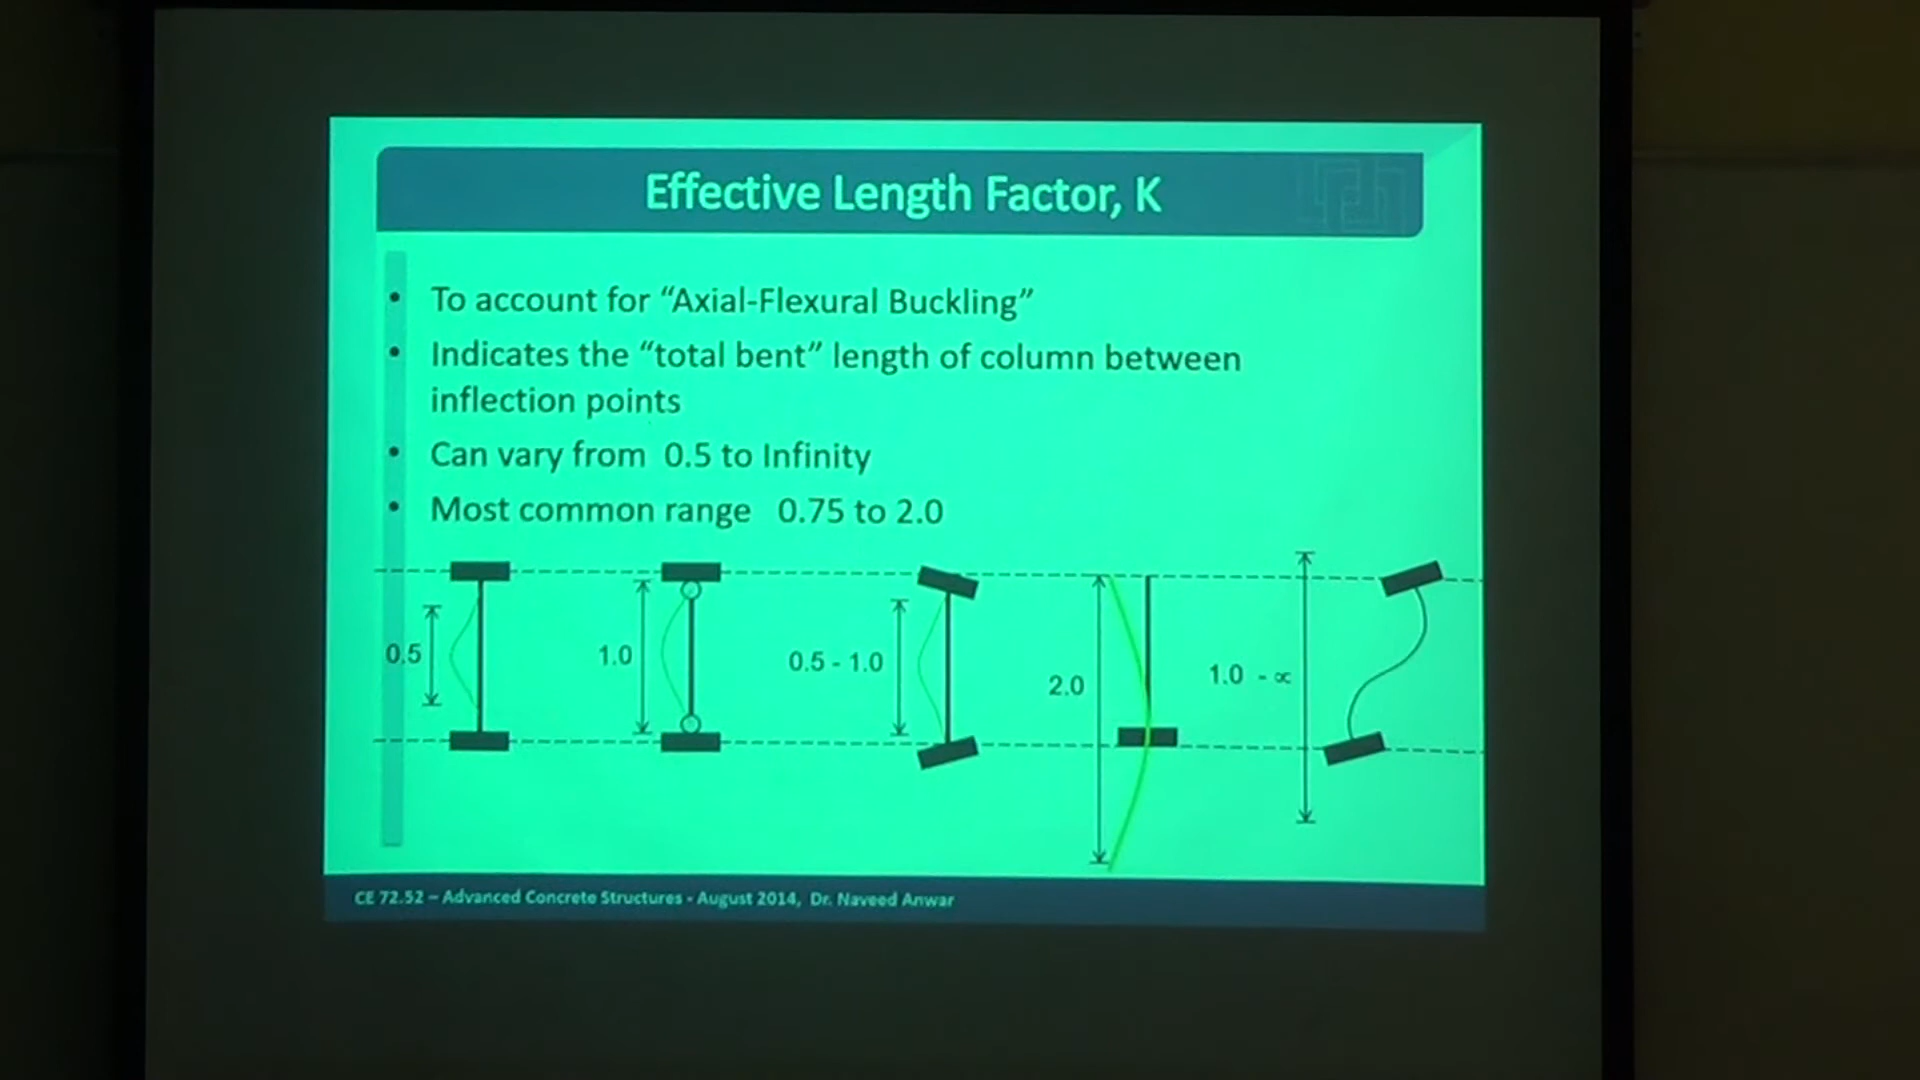 Effective Length Factor, K
• To account for “Axial-Flexural Buckling”
• Indicates the “total bent” length of column between
inflection points
• Can vary from 0.5 to Infinity
• Most common range 0.75 to 2.0
0.5
1.0
0.5 - 1.0
2.0
1.0 - ∝
CE 72.52 – Advanced Concrete Structures - August 2014, Dr. Naveed Anwar